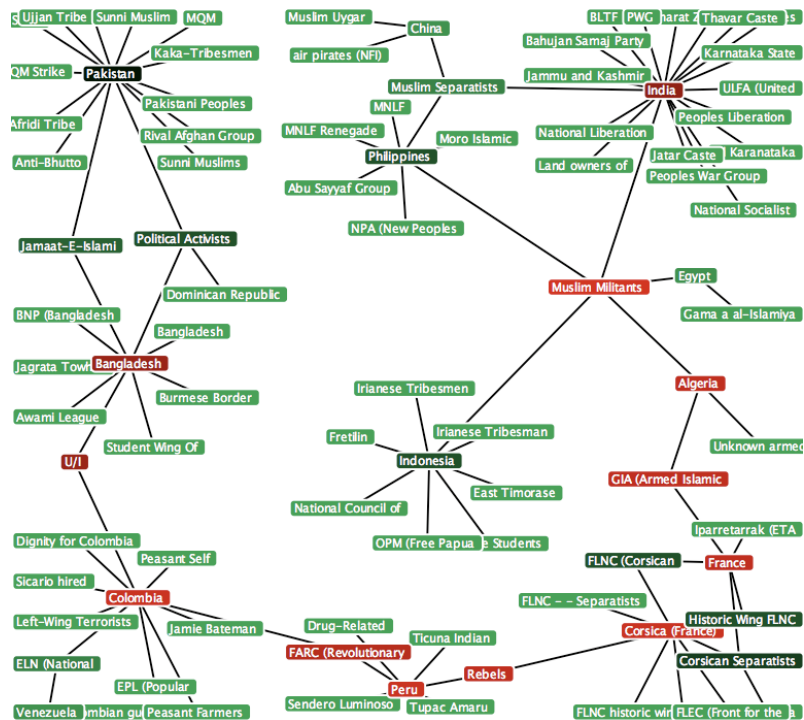 Muslim Uygar
China
BLTF
PWG
Thavar Caste
Ujjan Tribe
Sunni Muslim
MQM
Bahujan Samaj Party
Kaka-Tribesmen
air pirates (NFI)
Karnataka State
QM Strike
Pakistan
Jammu and Kashmir
Muslim Separatists
India
ULFA (United
Pakistani Peoples
MNLF
Peoples Liberation
Afridi Tribe
MNLF Renegade
National Liberation
Rival Afghan Group
Moro Islamic
Philippines
Jatar Caste
Karanataka
Anti-Bhutto
Sunni Muslims
Land owners of
Peoples War Group
Abu Sayyaf Group
National Socialist
NPA (New Peoples
Jamaat-E-Islami
Political Activists
Egypt
Muslim Militants
Dominican Republic
Gama a al-Islamiya
BNP (Bangladesh
Bangladesh
Jagrata Towh
Bangladesh
Algeria
Irianese Tribesmen
Burmese Border
Awami League
Irianese Tribesman
Fretilin
Student Wing Of
Unknown armed
U/I
Indonesia
GIA (Armed Islamic
East Timorase
National Council of
Iparretarrak (ETA
Dignity for Colombia
OPM (Free Papua
e Students
Peasant Self
FLNC (Corsican
France
Sicario hired
Colombia
FLNC - - Separatists
Left-Wing Terrorists
Jamie Bateman
Drug-Related
Historic Wing FLNC
Ticuna Indian
Corsica (France)
FARC (Revolutionary
ELN (National
Corsican Separatists
Rebels
EPL (Popular
Peru
Sendero Luminoso
Tupac Amaru
Venezuela
ombian gu
Peasant Farmers
FLNC historic win
FLEC (Front for the
a